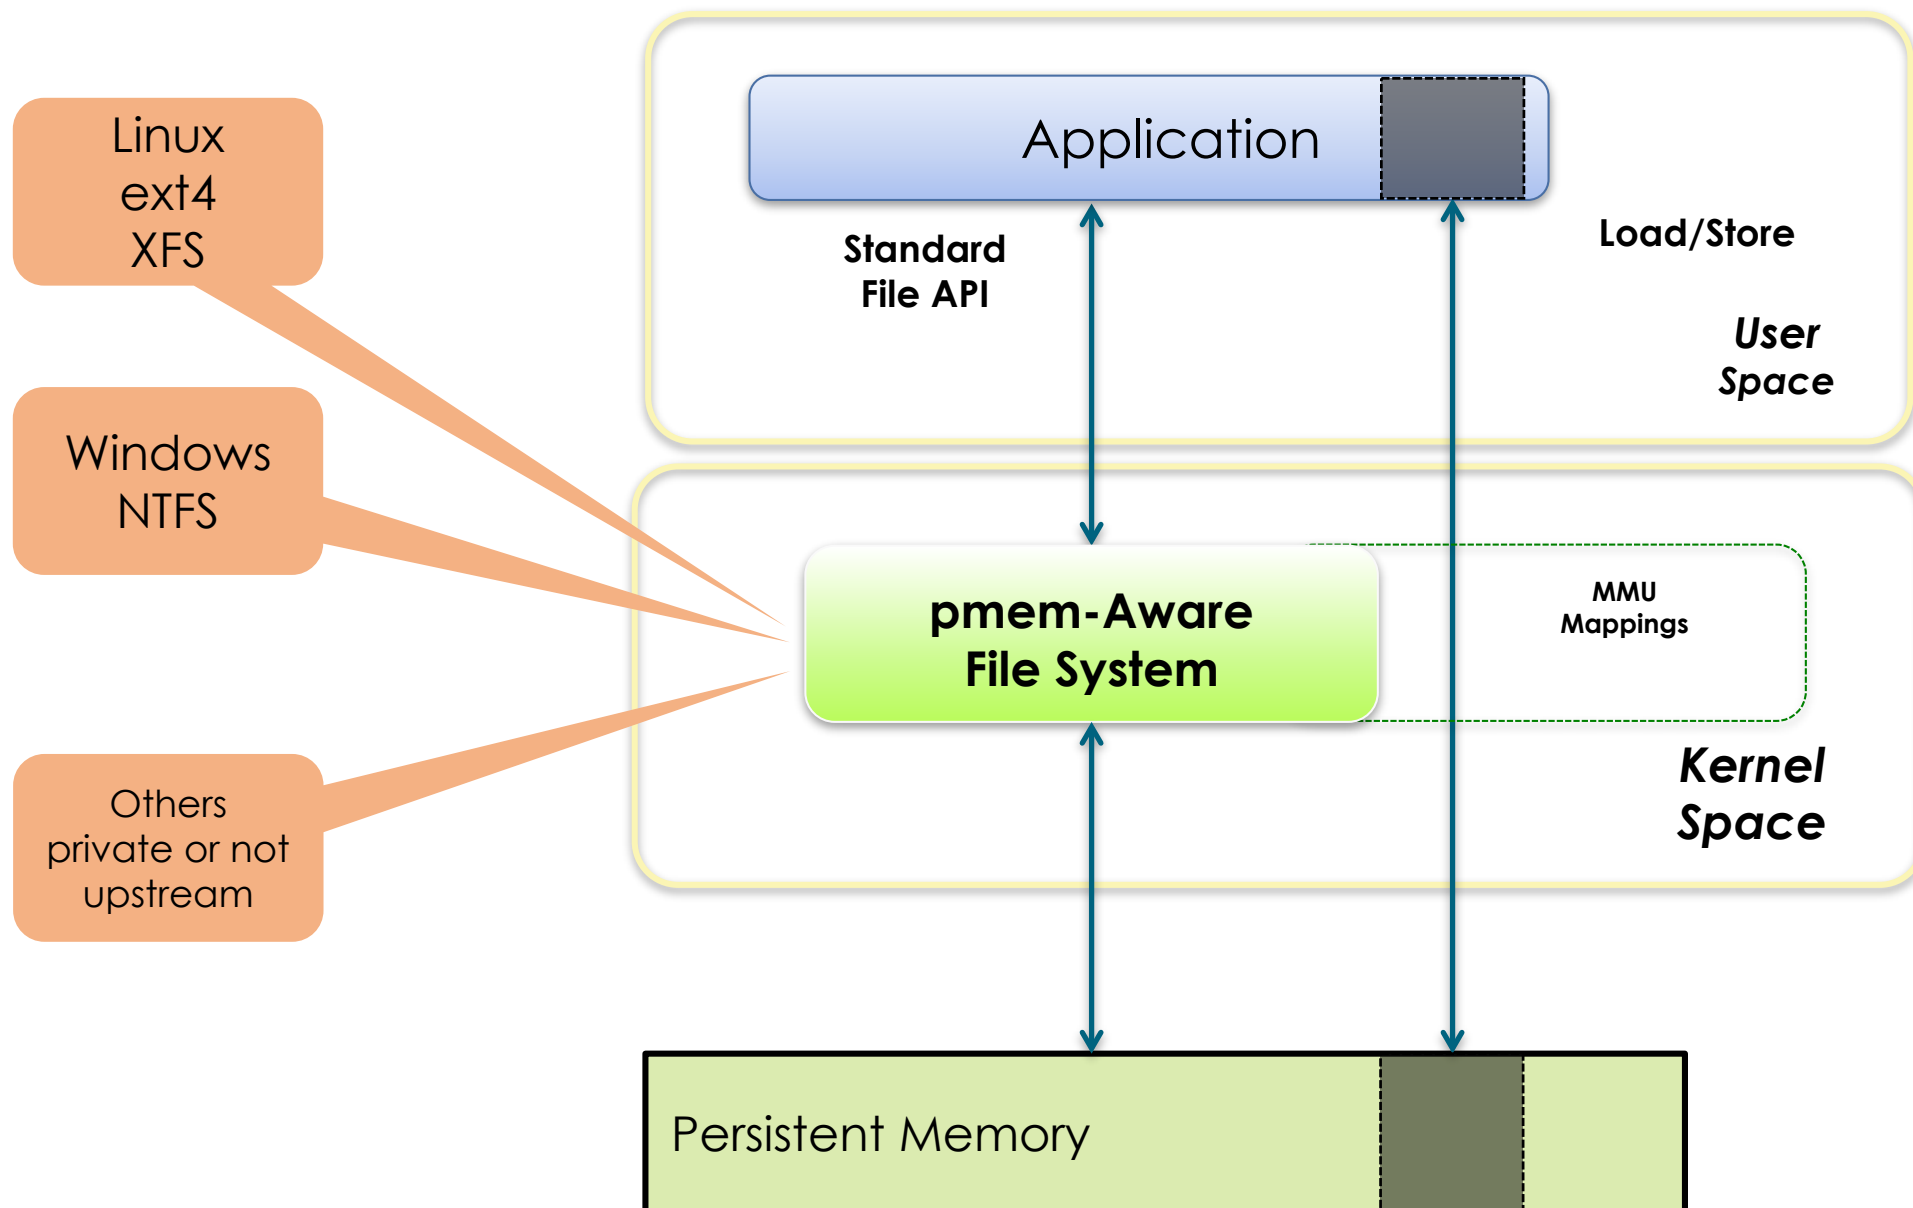 Linux
ext4
XFS
Windows
NTFS
Others
private or not
upstream
Application
Standard
File API
Load/Store
User
Space
pmem-Aware
File System
MMU
Mappings
Kernel
Space
Persistent Memory